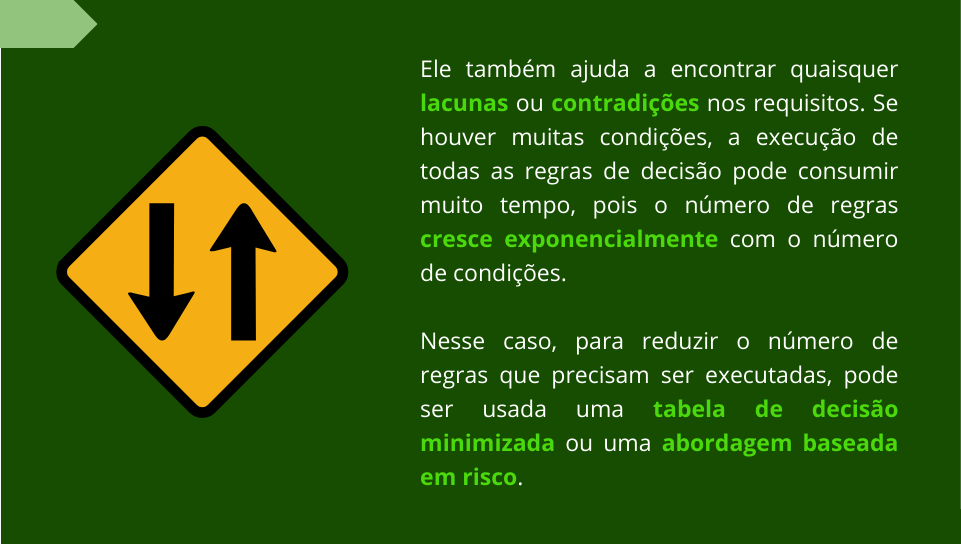 Ele também ajuda a encontrar quaisquer
lacunas ou contradições nos requisitos. Se
houver muitas condições, a execução de
todas as regras de decisão pode consumir
muito tempo, pois o número de regras
cresce exponencialmente com o número
de condições.
Nesse caso, para reduzir o número de
regras que precisam ser executadas, pode
ser usada uma tabela de decisão
minimizada ou uma abordagem baseada
em risco.